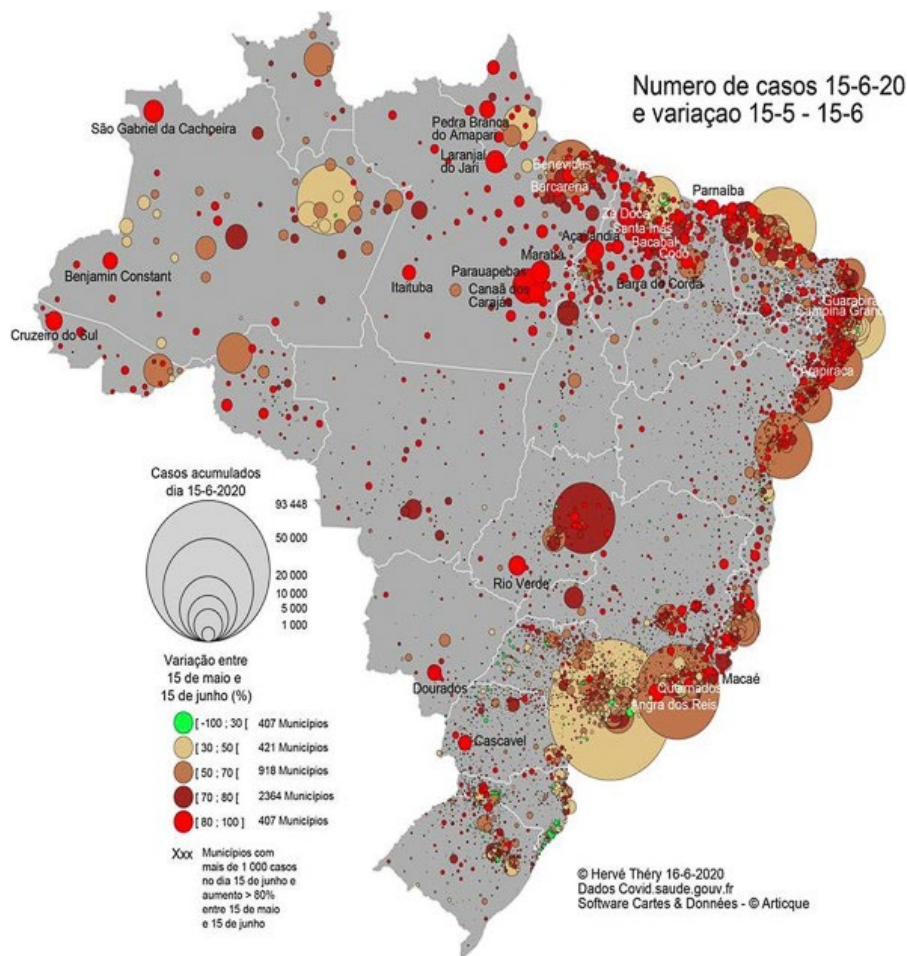 Numero de casos 15-6-20
e variaçao 15-5 - 15-6
São Gabriel da Cachpeira
Pedra Branca
do Amapari
Laranjal
do Jari
Benevides
Barcarena
Parnaíba
Zé Doca
Santa Inês
Bacabal
Codó
Açailandia
Marabá
Parauapebas
Canaã dos
Carajás
Itaituba
Barra do Corda
Benjamin Constant
Cruzeiro do Sul
Guarabira
Campina Grande
Arapiraca
Casos acumulados
dia 15-6-2020
93 448
50 000
20 000
10 000
5 000
1 000
Rio Verde
Variação entre
15 de maio e
15 de junho (%)
Dourados
Macaé
Queimados
Angra dos Reis
Cascavel
[ -100 ; 30 [ 407 Municípios
[ 30 ; 50 [ 421 Municípios
[ 50 ; 70 [ 918 Municípios
[ 70 ; 80 [ 2364 Municípios
[ 80 ; 100 ] 407 Municípios
Xxx Municípios com
mais de 1 000 casos
no dia 15 de junho e
aumento > 80%
entre 15 de maio
e 15 de junho
© Hervé Théry 16-6-2020
Dados Covid.saude.gouv.fr
Software Cartes & Données - © Articque